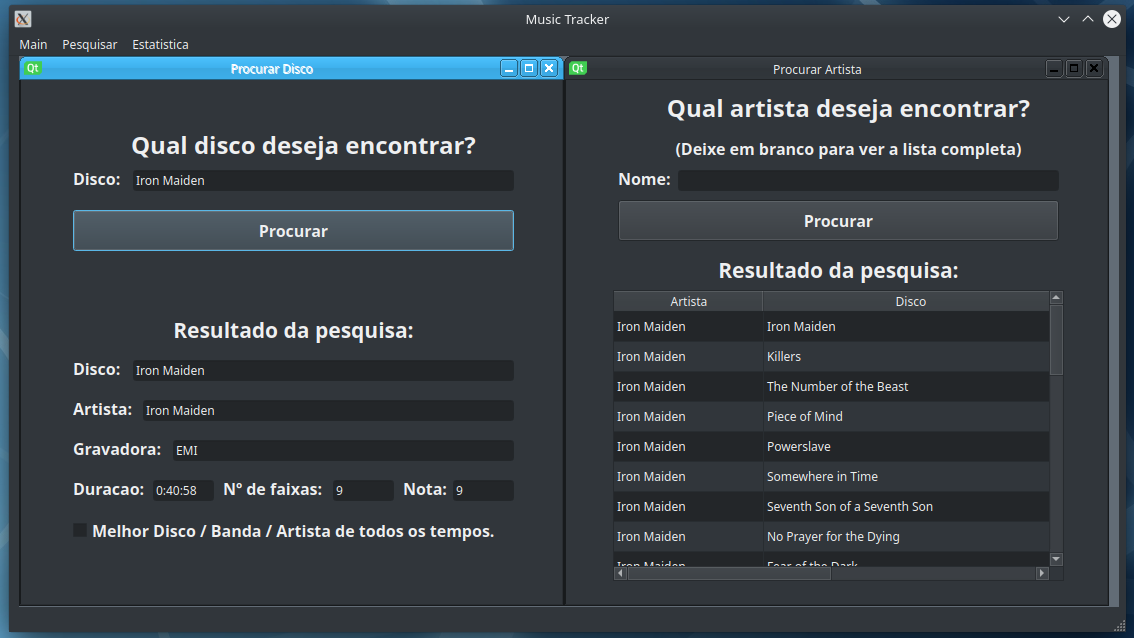 Music Tracker
Main Pesquisar Estatistica
Qt Procurar Disco
Qual disco deseja encontrar?
Disco: Iron Maiden
Procurar
Resultado da pesquisa:
Disco: Iron Maiden
Artista: Iron Maiden
Gravadora: EMI
Duracao: 0:40:58 Nº de faixas: 9 Nota: 9
Melhor Disco / Banda / Artista de todos os tempos.
Qt Procurar Artista
Qual artista deseja encontrar?
(Deixe em branco para ver a lista completa)
Nome:
Procurar
Resultado da pesquisa:
Artista Disco
Iron Maiden Iron Maiden
Iron Maiden Killers
Iron Maiden The Number of the Beast
Iron Maiden Piece of Mind
Iron Maiden Powerslave
Iron Maiden Somewhere in Time
Iron Maiden Seventh Son of a Seventh Son
Iron Maiden No Prayer for the Dying
Iron Maiden Fear of the Dark